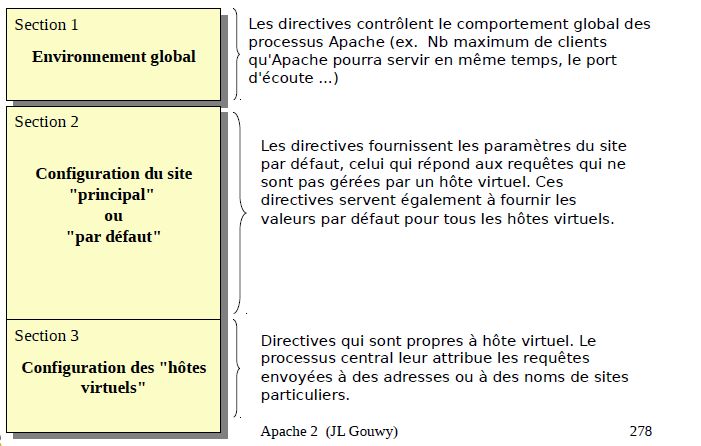 Section 1
Environnement global
Les directives contrôlent le comportement global des
processus Apache (ex.  Nb maximum de clients
qu'Apache pourra servir en même temps, le port
d'écoute ...)
Section 2
Configuration du site
"principal"
ou
"par défaut"
Les directives fournissent les paramètres du site
par défaut, celui qui répond aux requêtes qui ne
sont pas gérées par un hôte virtuel. Ces
directives servent également à fournir les
valeurs par défaut pour tous les hôtes virtuels.
Section 3
Configuration des "hôtes
virtuels"
Directives qui sont propres à hôte virtuel. Le
processus central leur attribue les requêtes
envoyées à des adresses ou à des noms de sites
particuliers.
Apache 2  (JL Gouwy)
278